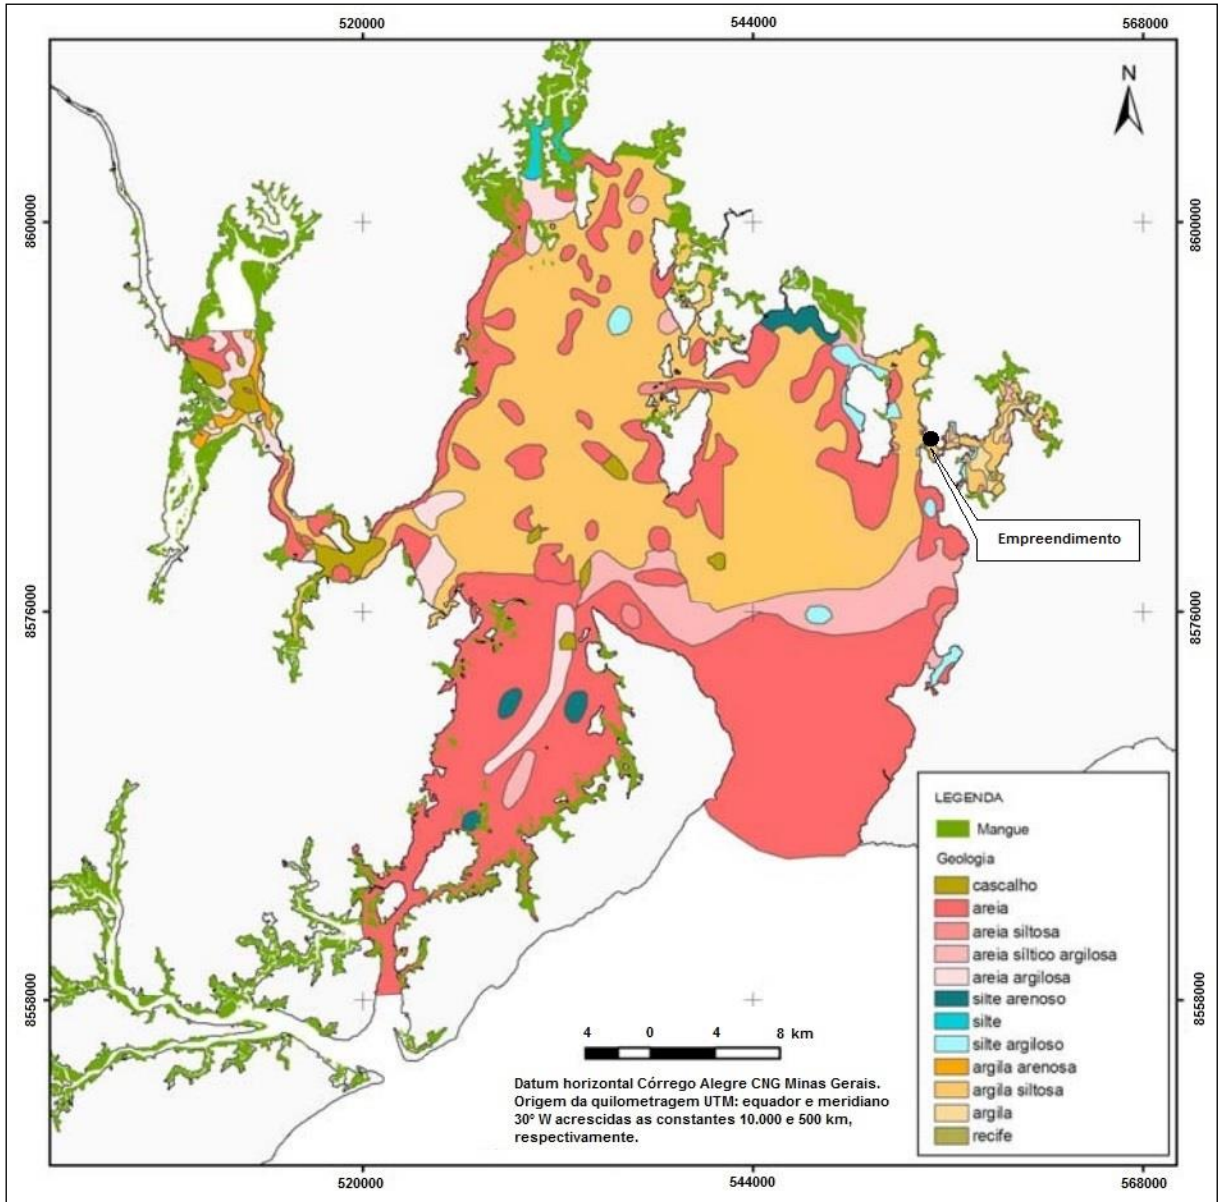 520000
544000
568000
N
8600000
8600000
Empreendimento
8576000
8576000
LEGENDA
Mangue
Geologia
cascalho
areia
areia siltosa
areia síltico argilosa
areia argilosa
silte arenoso
silte
silte argiloso
argila arenosa
argila siltosa
argila
recife
8558000
8558000
4 0 4 8 km
Datum horizontal Córrego Alegre CNG Minas Gerais.
Origem da quilometragem UTM: equador e meridiano
30º W acrescidas as constantes 10.000 e 500 km,
respectivamente.
520000
544000
568000